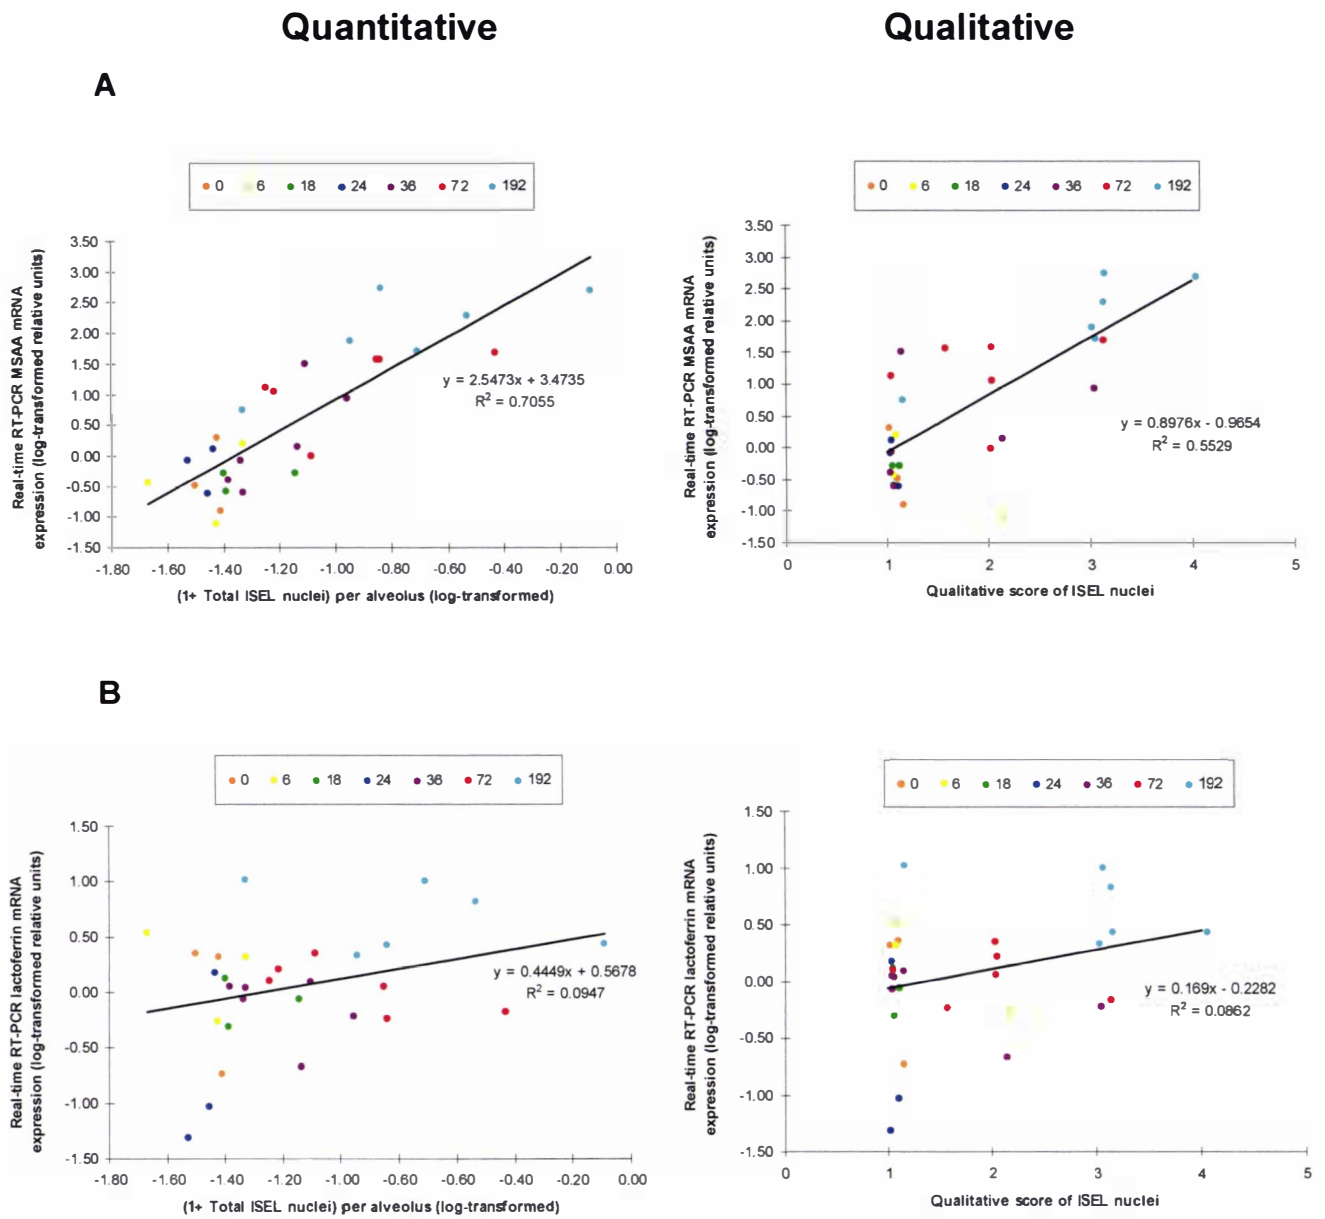 Quantitative
Qualitative
A
0 6 18 24 36 72 192
Real-time RT-PCR MSAA mRNA
expression (log-transformed relative units)
3.50
3.00
2.50
2.00
1.50
1.00
0.50
0.00
-0.50
-1.00
-1.50
y = 2.5473x + 3.4735
R² = 0.7055
-1.80 -1.60 -1.40 -1.20 -1.00 -0.80 -0.60 -0.40 -0.20 0.00
(1+ Total ISEL nuclei) per alveolus (log-transformed)
0 6 18 24 36 72 192
Real-time RT-PCR MSAA mRNA
expression (log-transformed relative units)
3.50
3.00
2.50
2.00
1.50
1.00
0.50
0.00
-0.50
-1.00
-1.50
y = 0.8976x - 0.9654
R² = 0.5529
0 1 2 3 4 5
Qualitative score of ISEL nuclei
B
0 6 18 24 36 72 192
Real-time RT-PCR lactoferrin mRNA
expression (log-transformed relative units)
1.50
1.00
0.50
0.00
-0.50
-1.00
-1.50
y = 0.4449x + 0.5678
R² = 0.0947
-1.80 -1.60 -1.40 -1.20 -1.00 -0.80 -0.60 -0.40 -0.20 0.00
(1+ Total ISEL nuclei) per alveolus (log-transformed)
0 6 18 24 36 72 192
Real-time RT-PCR lactoferrin mRNA
expression (log-transformed relative units)
1.50
1.00
0.50
0.00
-0.50
-1.00
-1.50
y = 0.169x - 0.2282
R² = 0.0862
0 1 2 3 4 5
Qualitative score of ISEL nuclei